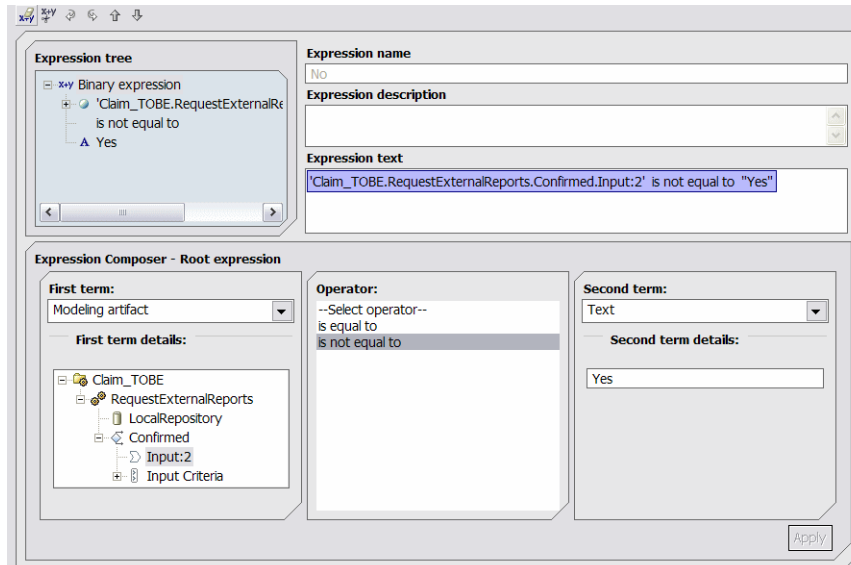 x+y x+y
Expression tree
x+y Binary expression
'Claim_TOBE.RequestExternalRe
is not equal to
A Yes
Expression name
No
Expression description
Expression text
'Claim_TOBE.RequestExternalReports.Confirmed.Input:2' is not equal to "Yes"
Expression Composer - Root expression
First term:
Modeling artifact
First term details:
Claim_TOBE
RequestExternalReports
LocalRepository
Confirmed
Input:2
Input Criteria
Operator:
--Select operator--
is equal to
is not equal to
Second term:
Text
Second term details:
Yes
Apply